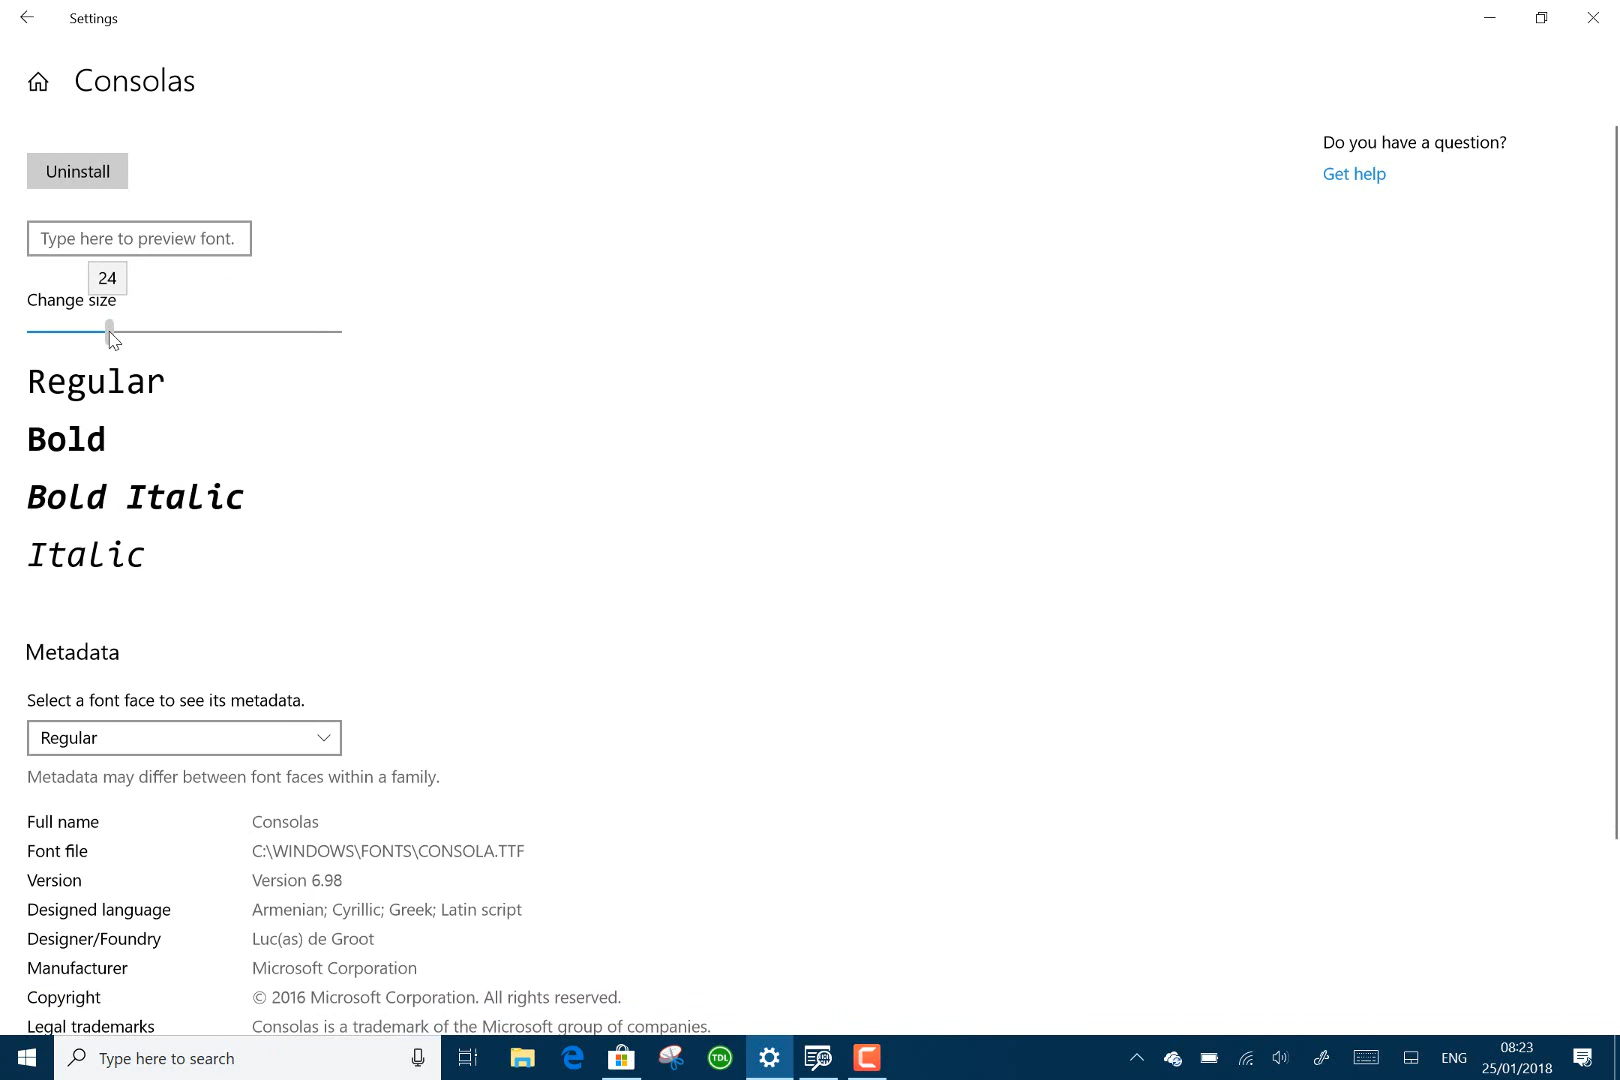 Settings
Consolas
Do you have a question?
Get help
Uninstall
Type here to preview font.
24
Change size
Regular
Bold
Bold Italic
Italic
Metadata
Select a font face to see its metadata.
Regular
Metadata may differ between font faces within a family.
Full name Consolas
Font file C:\WINDOWS\FONTS\CONSOLA.TTF
Version Version 6.98
Designed language Armenian; Cyrillic; Greek; Latin script
Designer/Foundry Luc(as) de Groot
Manufacturer Microsoft Corporation
Copyright © 2016 Microsoft Corporation. All rights reserved.
Legal trademarks Consolas is a trademark of the Microsoft group of companies.
Type here to search
TDL
ENG
08:23
25/01/2018